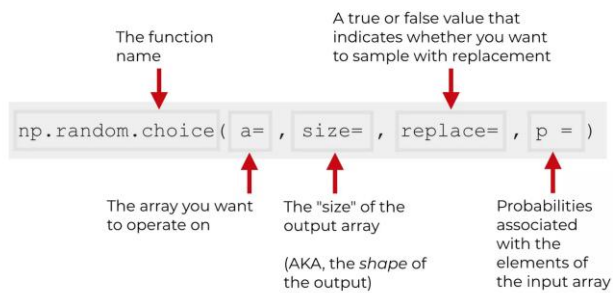 The function
name
A true or false value that
indicates whether you want
to sample with replacement
np.random.choice( a= , size= , replace= , p = )
The array you want
to operate on
The "size" of the
output array
(AKA, the shape of
the output)
Probabilities
associated
with the
elements of
the input array